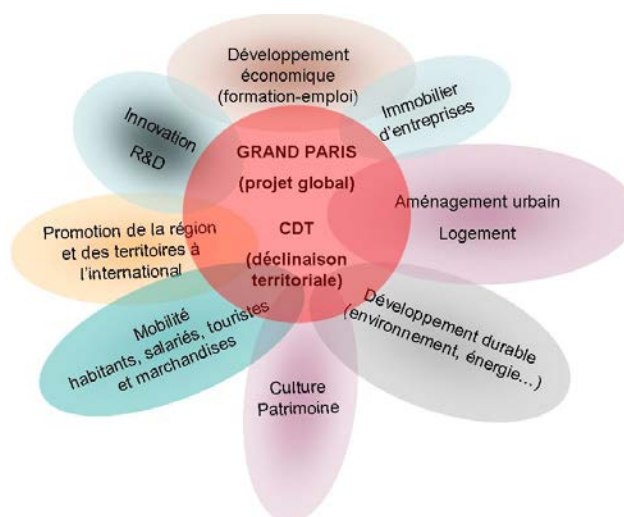 Développement
économique
(formation-emploi)
Immobilier
d'entreprises
Innovation
R&D
GRAND PARIS
(projet global)
CDT
(déclinaison
territoriale)
Aménagement urbain
Logement
Promotion de la région
et des territoires à
l'international
Développement durable
(environnement, énergie…)
Mobilité
habitants, salariés, touristes
et marchandises
Culture
Patrimoine